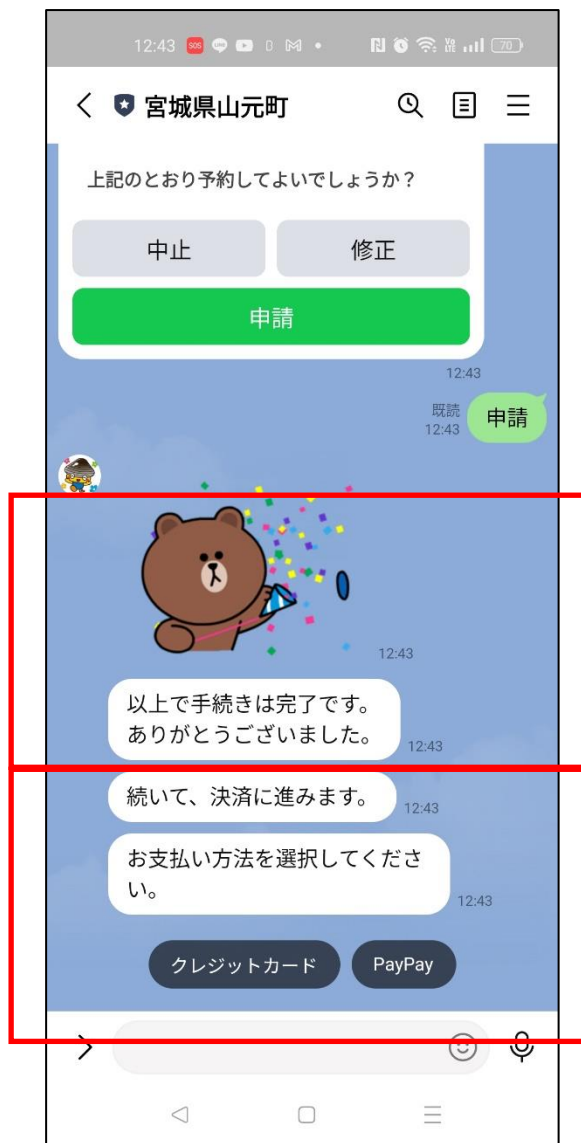 12:43 SOS LINE
N Vo LTE 70
宮城県山元町
上記のとおり予約してよいでしょうか？
中止 修正
申請
12:43
既読
12:43 申請
12:43
以上で手続きは完了です。
ありがとうございました。 12:43
続いて、決済に進みます。 12:43
お支払い方法を選択してくださ
い。 12:43
クレジットカード PayPay